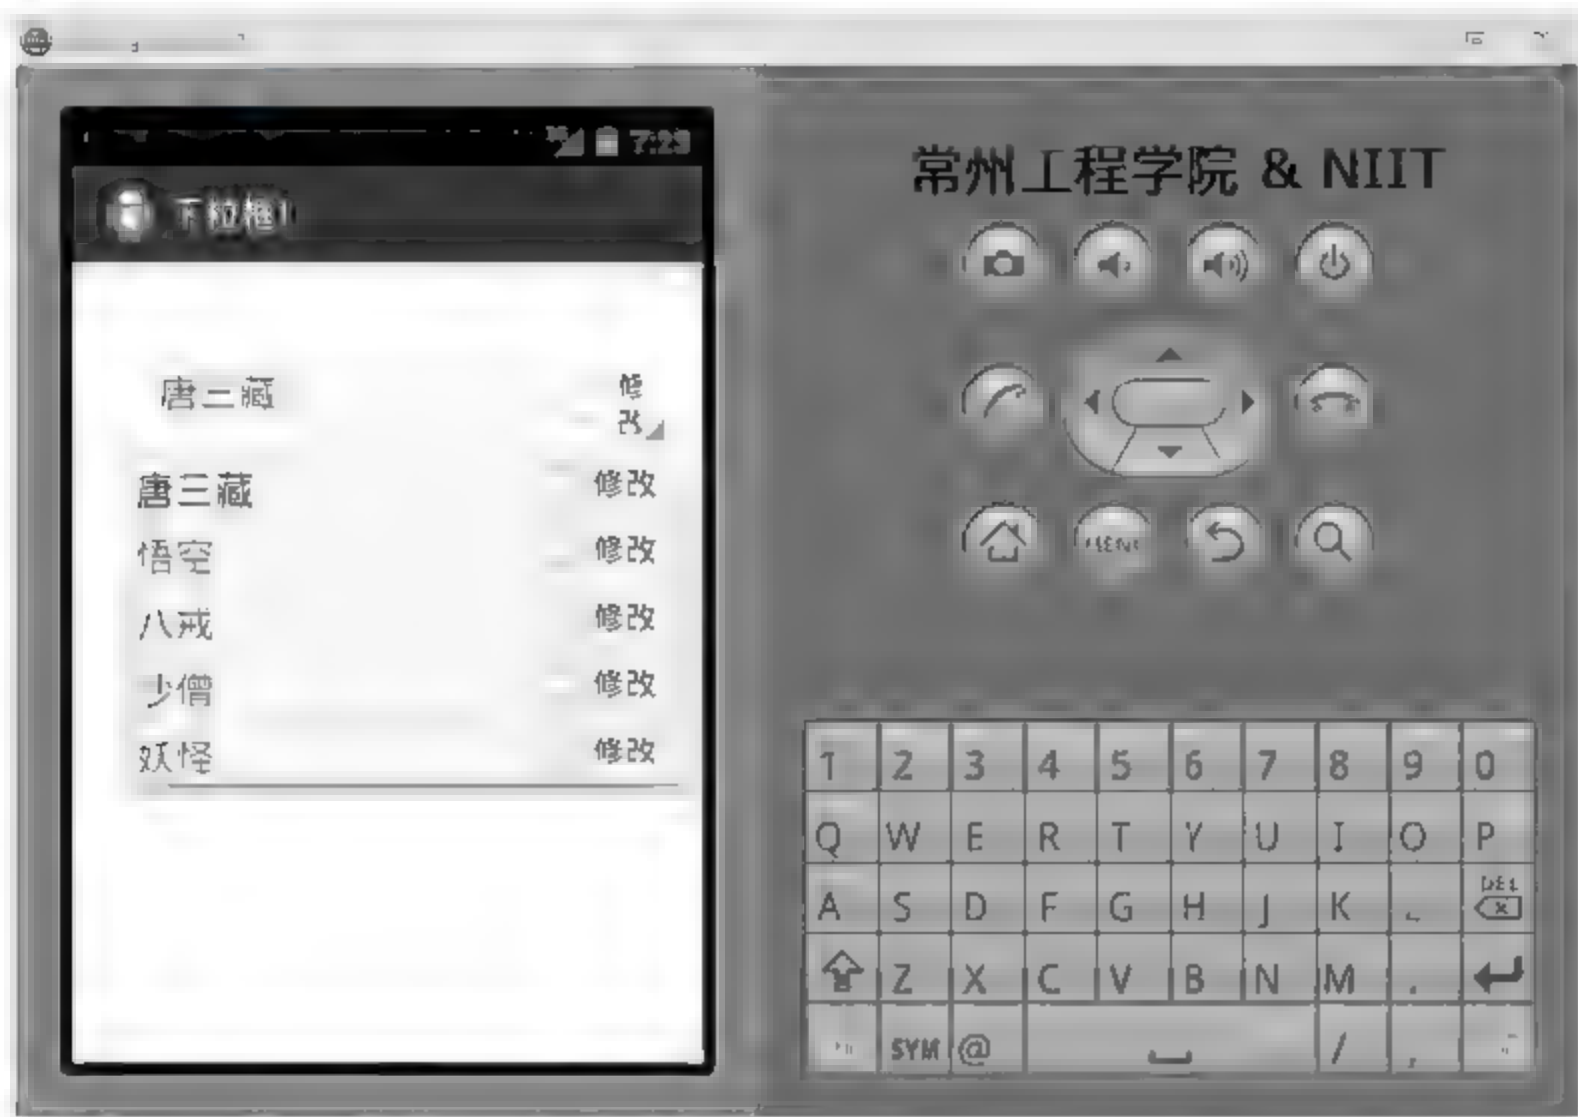 7:23
下拉框1
常州工程学院 & NIIT
唐三藏
修
改
唐三藏 修改
悟空 修改
八戒 修改
少僧 修改
妖怪 修改
MENU
1 2 3 4 5 6 7 8 9 0
Q W E R T Y U I O P
A S D F G H J K
DEL
Z X C V B N M .
SYM @ / ,